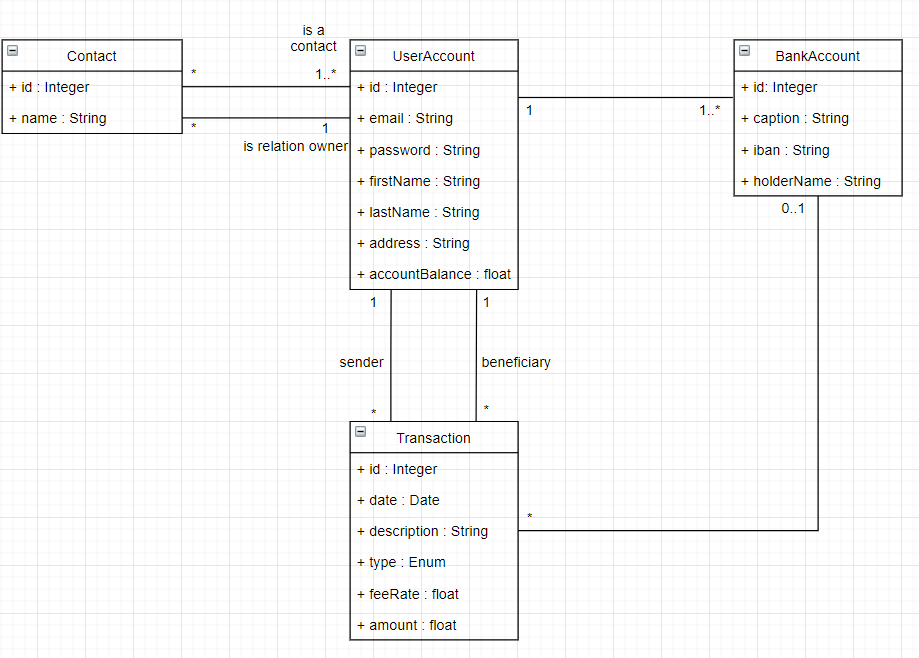 is a
contact
Contact
+ id : Integer
+ name : String
*
1..*
*
1
is relation owner
UserAccount
+ id : Integer
+ email : String
+ password : String
+ firstName : String
+ lastName : String
+ address : String
+ accountBalance : float
1
1..*
BankAccount
+ id: Integer
+ caption : String
+ iban : String
+ holderName : String
0..1
1
1
sender
beneficiary
*
*
Transaction
+ id : Integer
+ date : Date
+ description : String
+ type : Enum
+ feeRate : float
+ amount : float
*